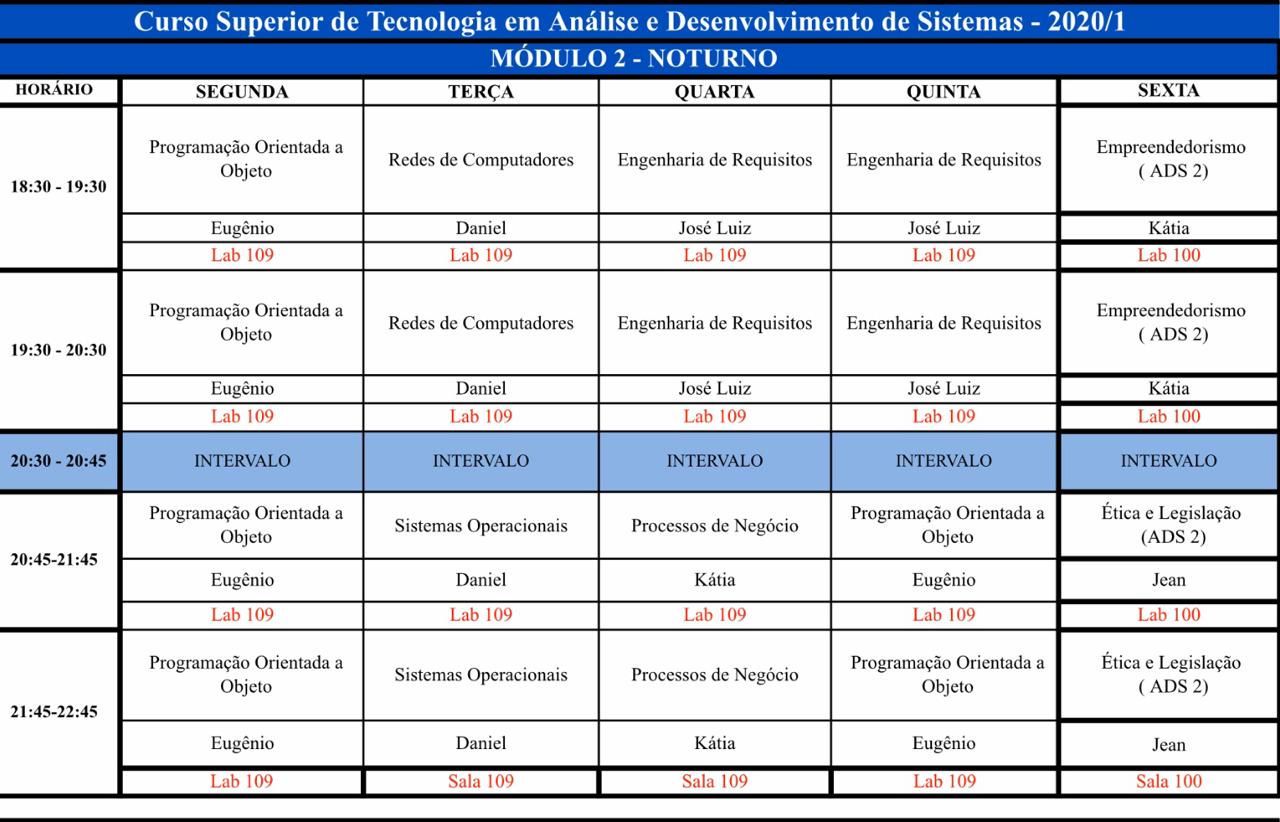 Curso Superior de Tecnologia em Análise e Desenvolvimento de Sistemas - 2020/1
MÓDULO 2 - NOTURNO
HORÁRIO SEGUNDA TERÇA QUARTA QUINTA SEXTA
18:30 - 19:30
Programação Orientada a Objeto Redes de Computadores Engenharia de Requisitos Engenharia de Requisitos Empreendedorismo ( ADS 2)
Eugênio Daniel José Luiz José Luiz Kátia
Lab 109 Lab 109 Lab 109 Lab 109 Lab 100
19:30 - 20:30
Programação Orientada a Objeto Redes de Computadores Engenharia de Requisitos Engenharia de Requisitos Empreendedorismo ( ADS 2)
Eugênio Daniel José Luiz José Luiz Kátia
Lab 109 Lab 109 Lab 109 Lab 109 Lab 100
20:30 - 20:45 INTERVALO INTERVALO INTERVALO INTERVALO INTERVALO
20:45-21:45
Programação Orientada a Objeto Sistemas Operacionais Processos de Negócio Programação Orientada a Objeto Ética e Legislação (ADS 2)
Eugênio Daniel Kátia Eugênio Jean
Lab 109 Lab 109 Lab 109 Lab 109 Lab 100
21:45-22:45
Programação Orientada a Objeto Sistemas Operacionais Processos de Negócio Programação Orientada a Objeto Ética e Legislação ( ADS 2)
Eugênio Daniel Kátia Eugênio Jean
Lab 109 Sala 109 Sala 109 Lab 109 Sala 100